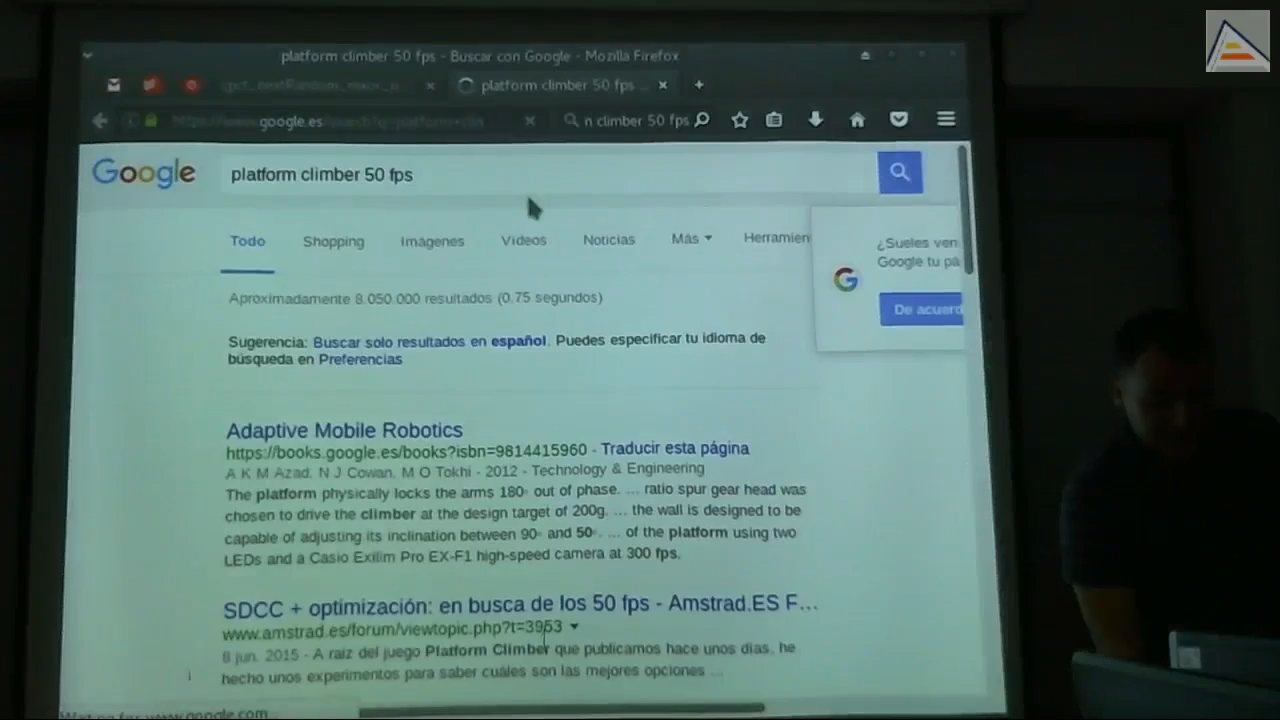 platform climber 50 fps - Buscar con Google - Mozilla Firefox
platform climber 50 fps ...
google.es
n climber 50 fps
Google
platform climber 50 fps
Todo Shopping Imágenes Vídeos Noticias Más Herramien
¿Sueles ven
Google tu pá
De acuerd
Aproximadamente 8.050.000 resultados (0,75 segundos)
Sugerencia: Buscar solo resultados en español. Puedes especificar tu idioma de
búsqueda en Preferencias
Adaptive Mobile Robotics
https://books.google.es/books?isbn=9814415960 - Traducir esta página
A K M Azad, N J Cowan, M O Tokhi - 2012 - Technology & Engineering
The platform physically locks the arms 180◦ out of phase. ... ratio spur gear head was
chosen to drive the climber at the design target of 200g. ... the wall is designed to be
capable of adjusting its inclination between 90◦ and 50◦. ... of the platform using two
LEDs and a Casio Exilim Pro EX-F1 high-speed camera at 300 fps.
SDCC + optimización: en busca de los 50 fps - Amstrad.ES F...
www.amstrad.es/forum/viewtopic.php?t=3953
8 jun. 2015 - A raiz del juego Platform Climber que publicamos hace unos días, he
hecho unos experimentos para saber cuáles son las mejores opciones ...
www.google.com...